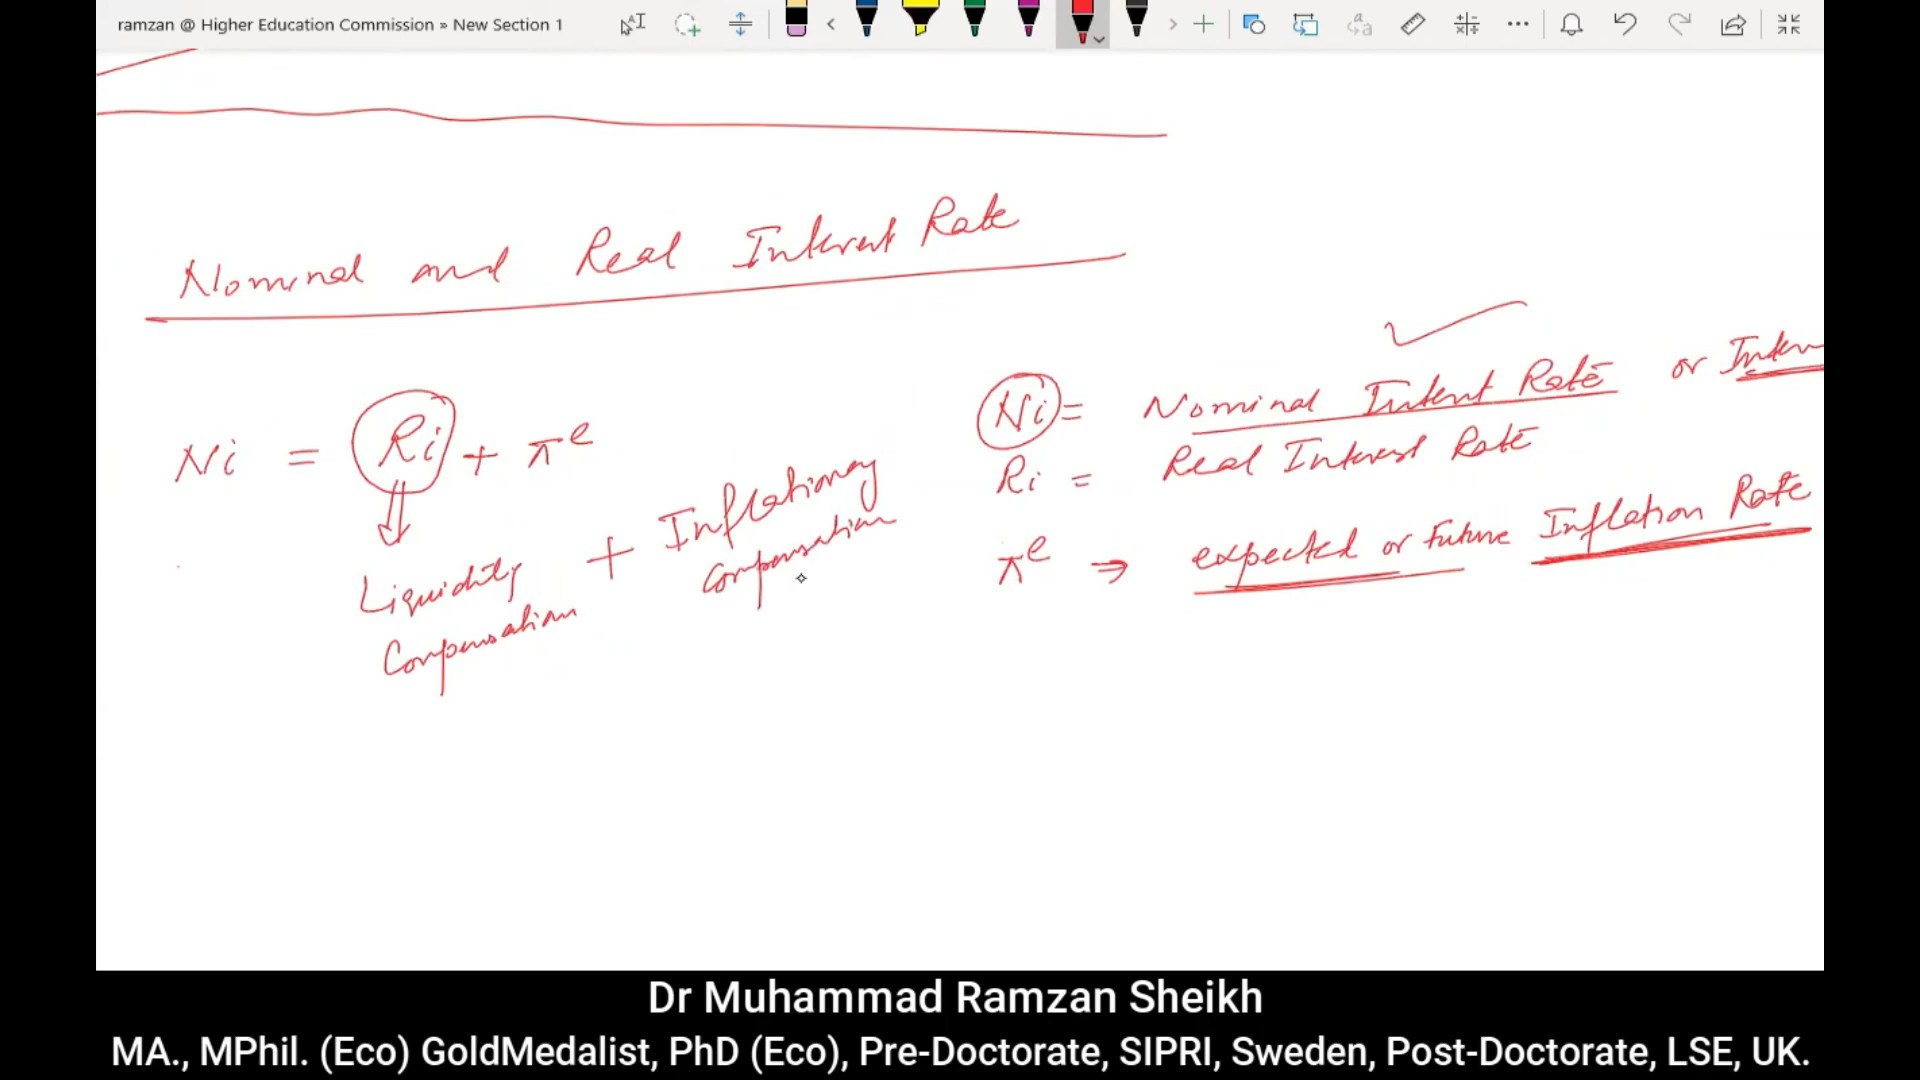 ramzan @ Higher Education Commission » New Section 1
Nominal and Real Interest Rate
Ni = Ri + πe
Liquidity Compensation + Inflationary Compensation
Ni = Nominal Interest Rate or
Ri = Real Interest Rate
πe ⇒ expected or future Inflation Rate
Dr Muhammad Ramzan Sheikh
MA., MPhil. (Eco) GoldMedalist, PhD (Eco), Pre-Doctorate, SIPRI, Sweden, Post-Doctorate, LSE, UK.